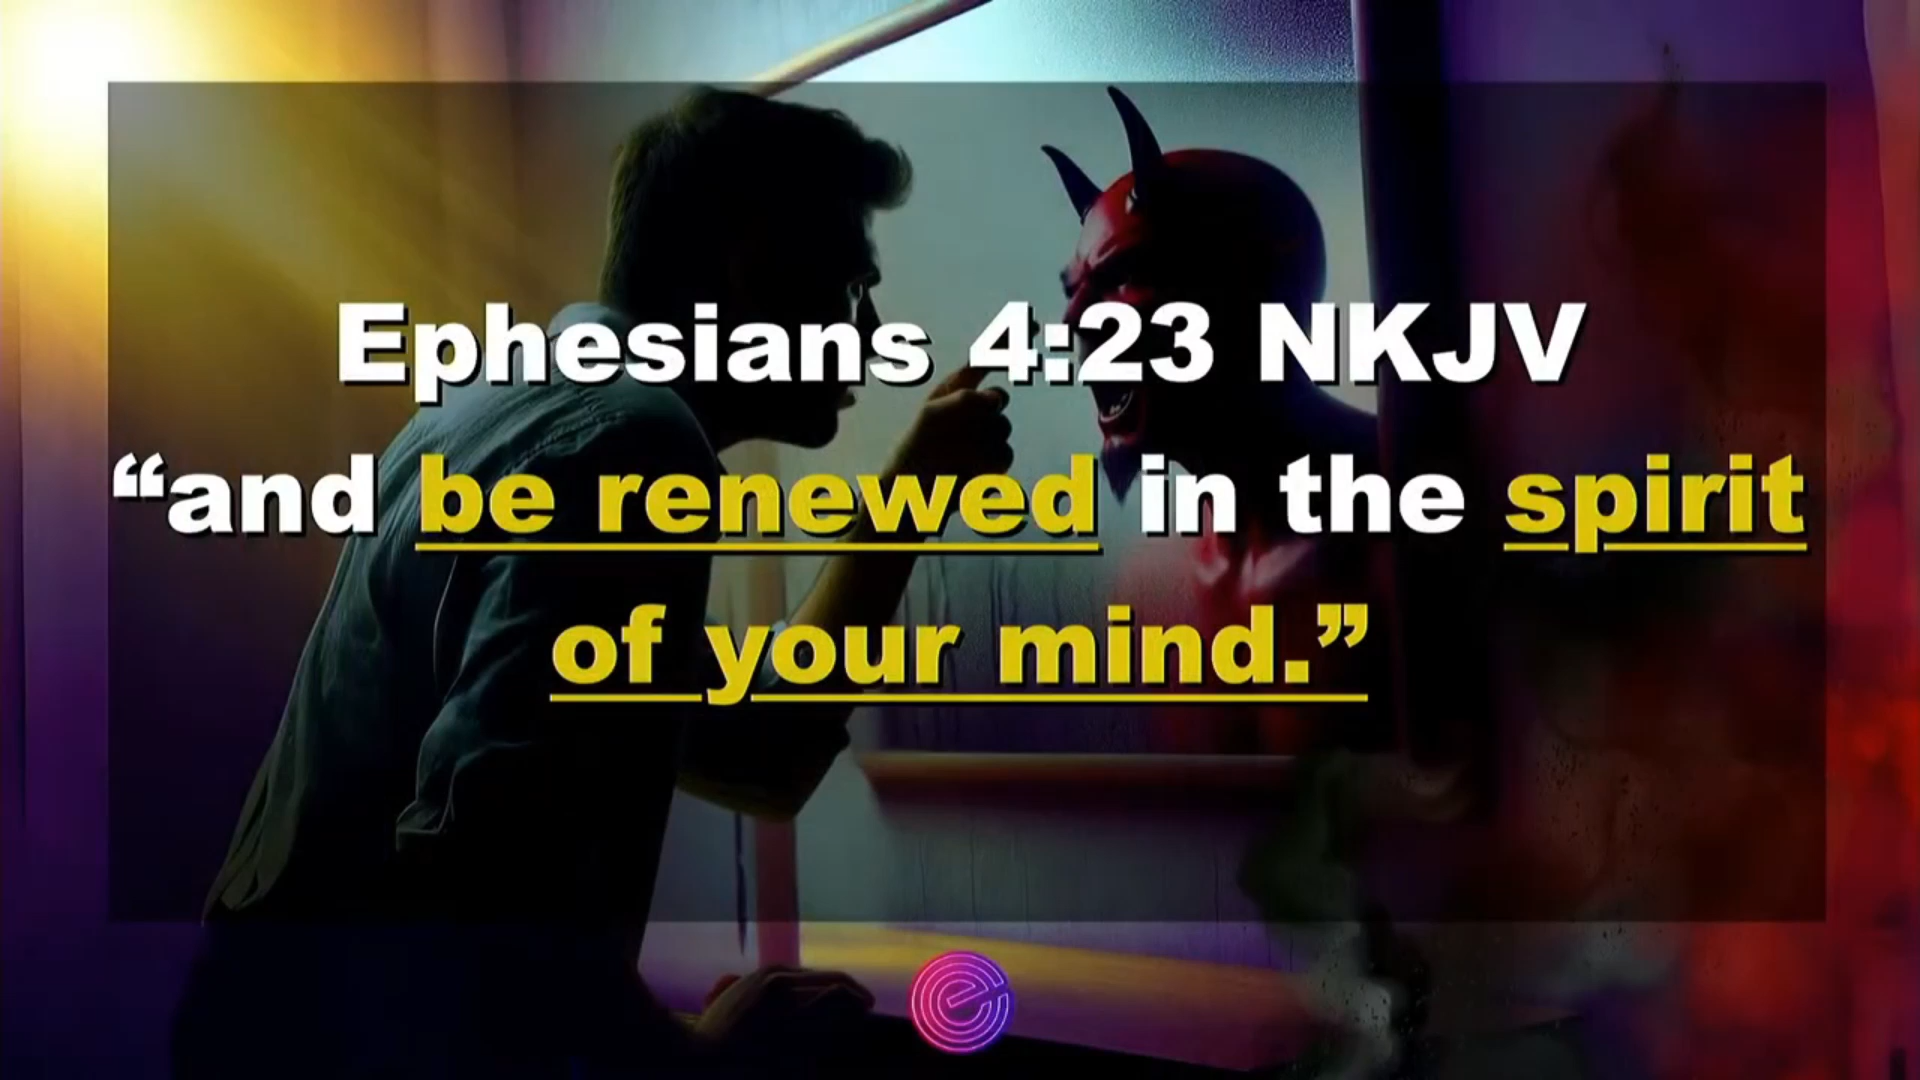 Ephesians 4:23 NKJV
“and be renewed in the spirit
of your mind.”